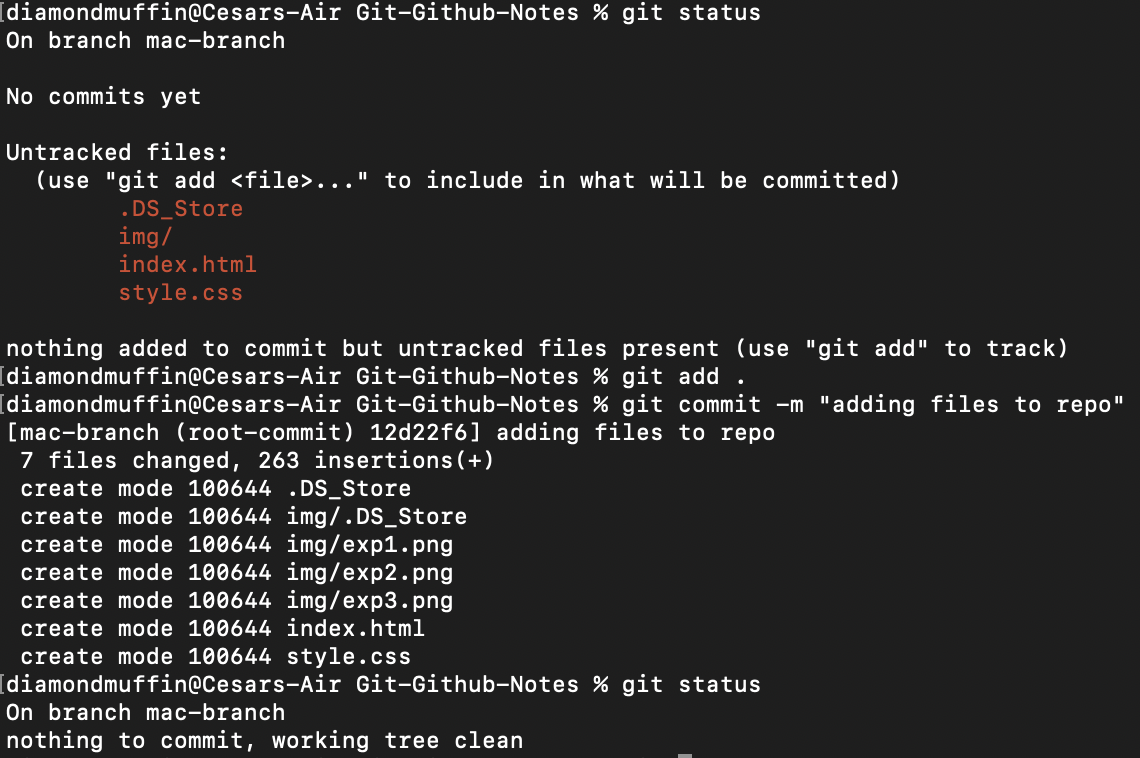 [diamondmuffin@Cesars-Air Git-Github-Notes % git status
On branch mac-branch
No commits yet
Untracked files:
(use "git add <file>..." to include in what will be committed)
.DS_Store
img/
index.html
style.css
nothing added to commit but untracked files present (use "git add" to track)
[diamondmuffin@Cesars-Air Git-Github-Notes % git add .
[diamondmuffin@Cesars-Air Git-Github-Notes % git commit -m "adding files to repo"
[mac-branch (root-commit) 12d22f6] adding files to repo
7 files changed, 263 insertions(+)
create mode 100644 .DS_Store
create mode 100644 img/.DS_Store
create mode 100644 img/exp1.png
create mode 100644 img/exp2.png
create mode 100644 img/exp3.png
create mode 100644 index.html
create mode 100644 style.css
[diamondmuffin@Cesars-Air Git-Github-Notes % git status
On branch mac-branch
nothing to commit, working tree clean